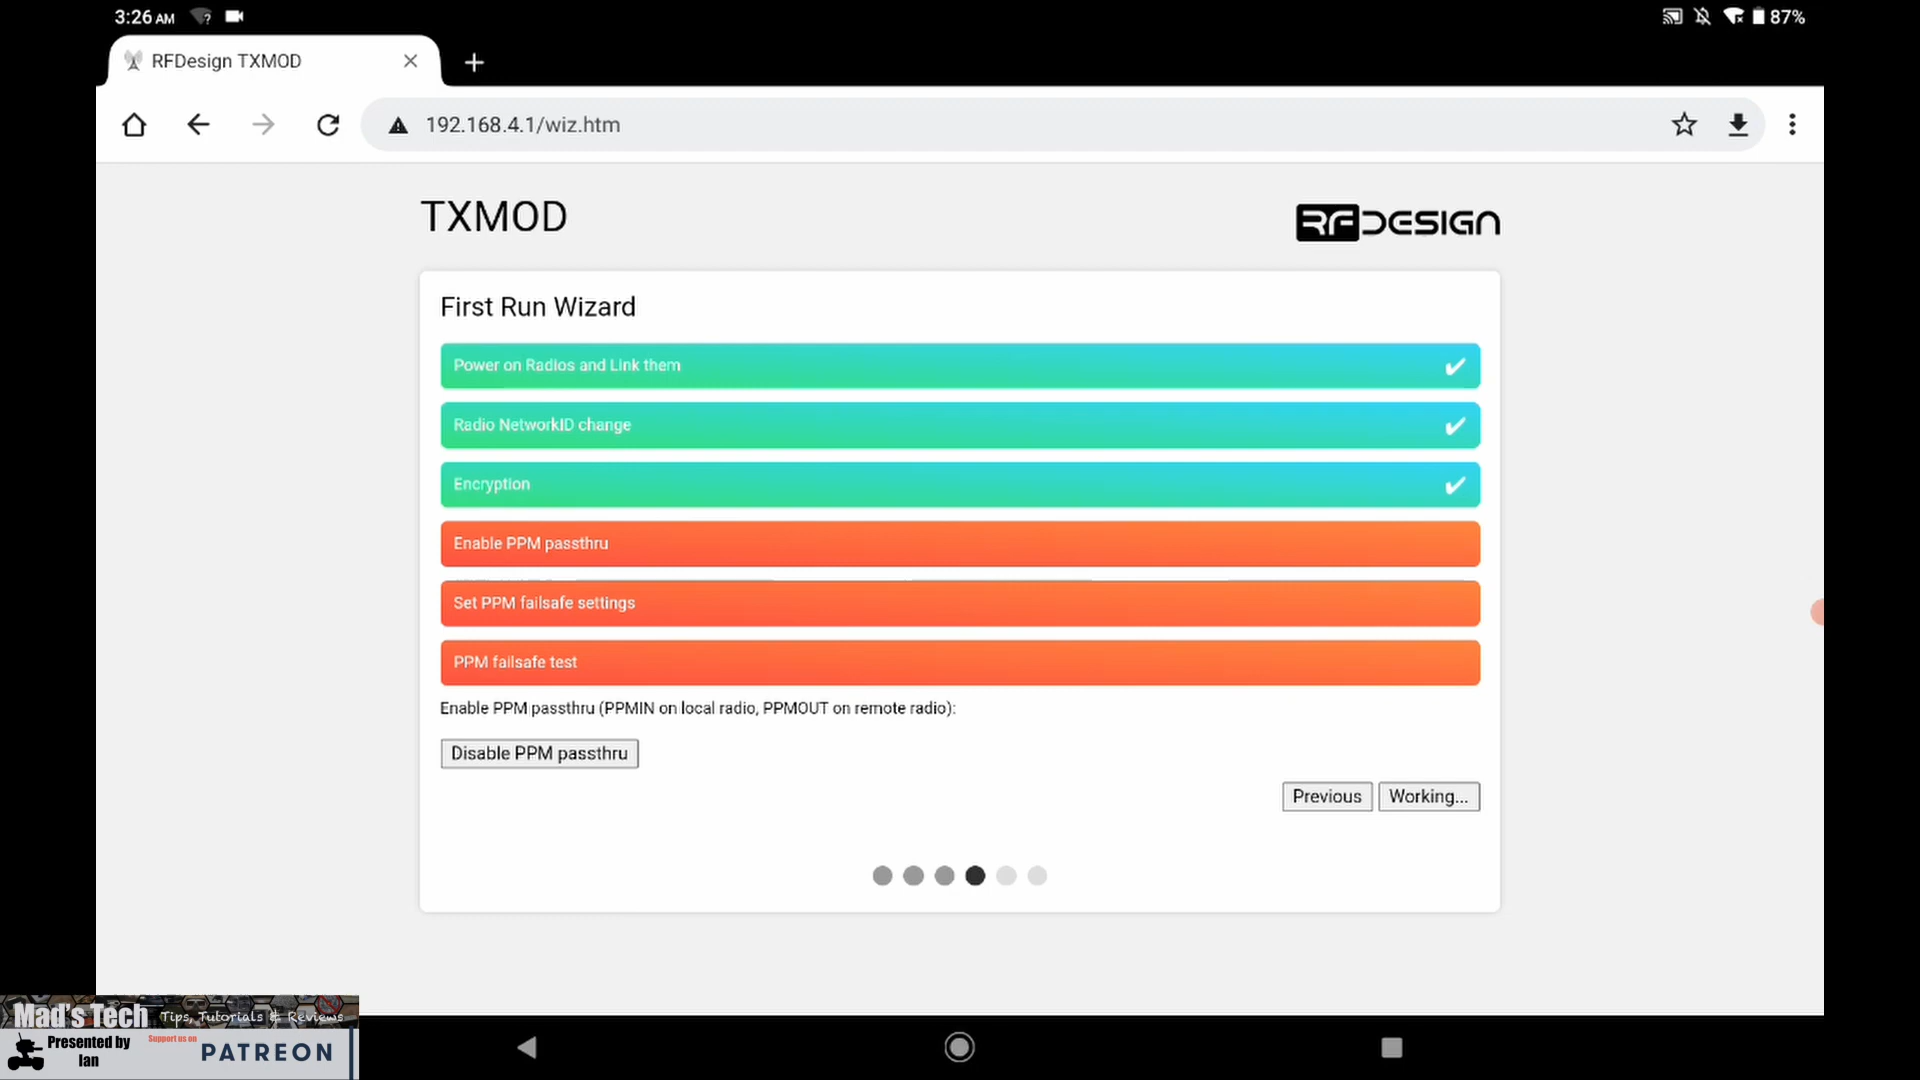 3:26 AM
87%
RFDesign TXMOD
192.168.4.1/wiz.htm
TXMOD
RFDESIGN
First Run Wizard
Power on Radios and Link them
Radio NetworkID change
Encryption
Enable PPM passthru
Set PPM failsafe settings
PPM failsafe test
Enable PPM passthru (PPMIN on local radio, PPMOUT on remote radio):
Disable PPM passthru
Previous
Working...
Mad's Tech
Tips, Tutorials & Reviews
Presented by
Ian
Support us on
PATREON